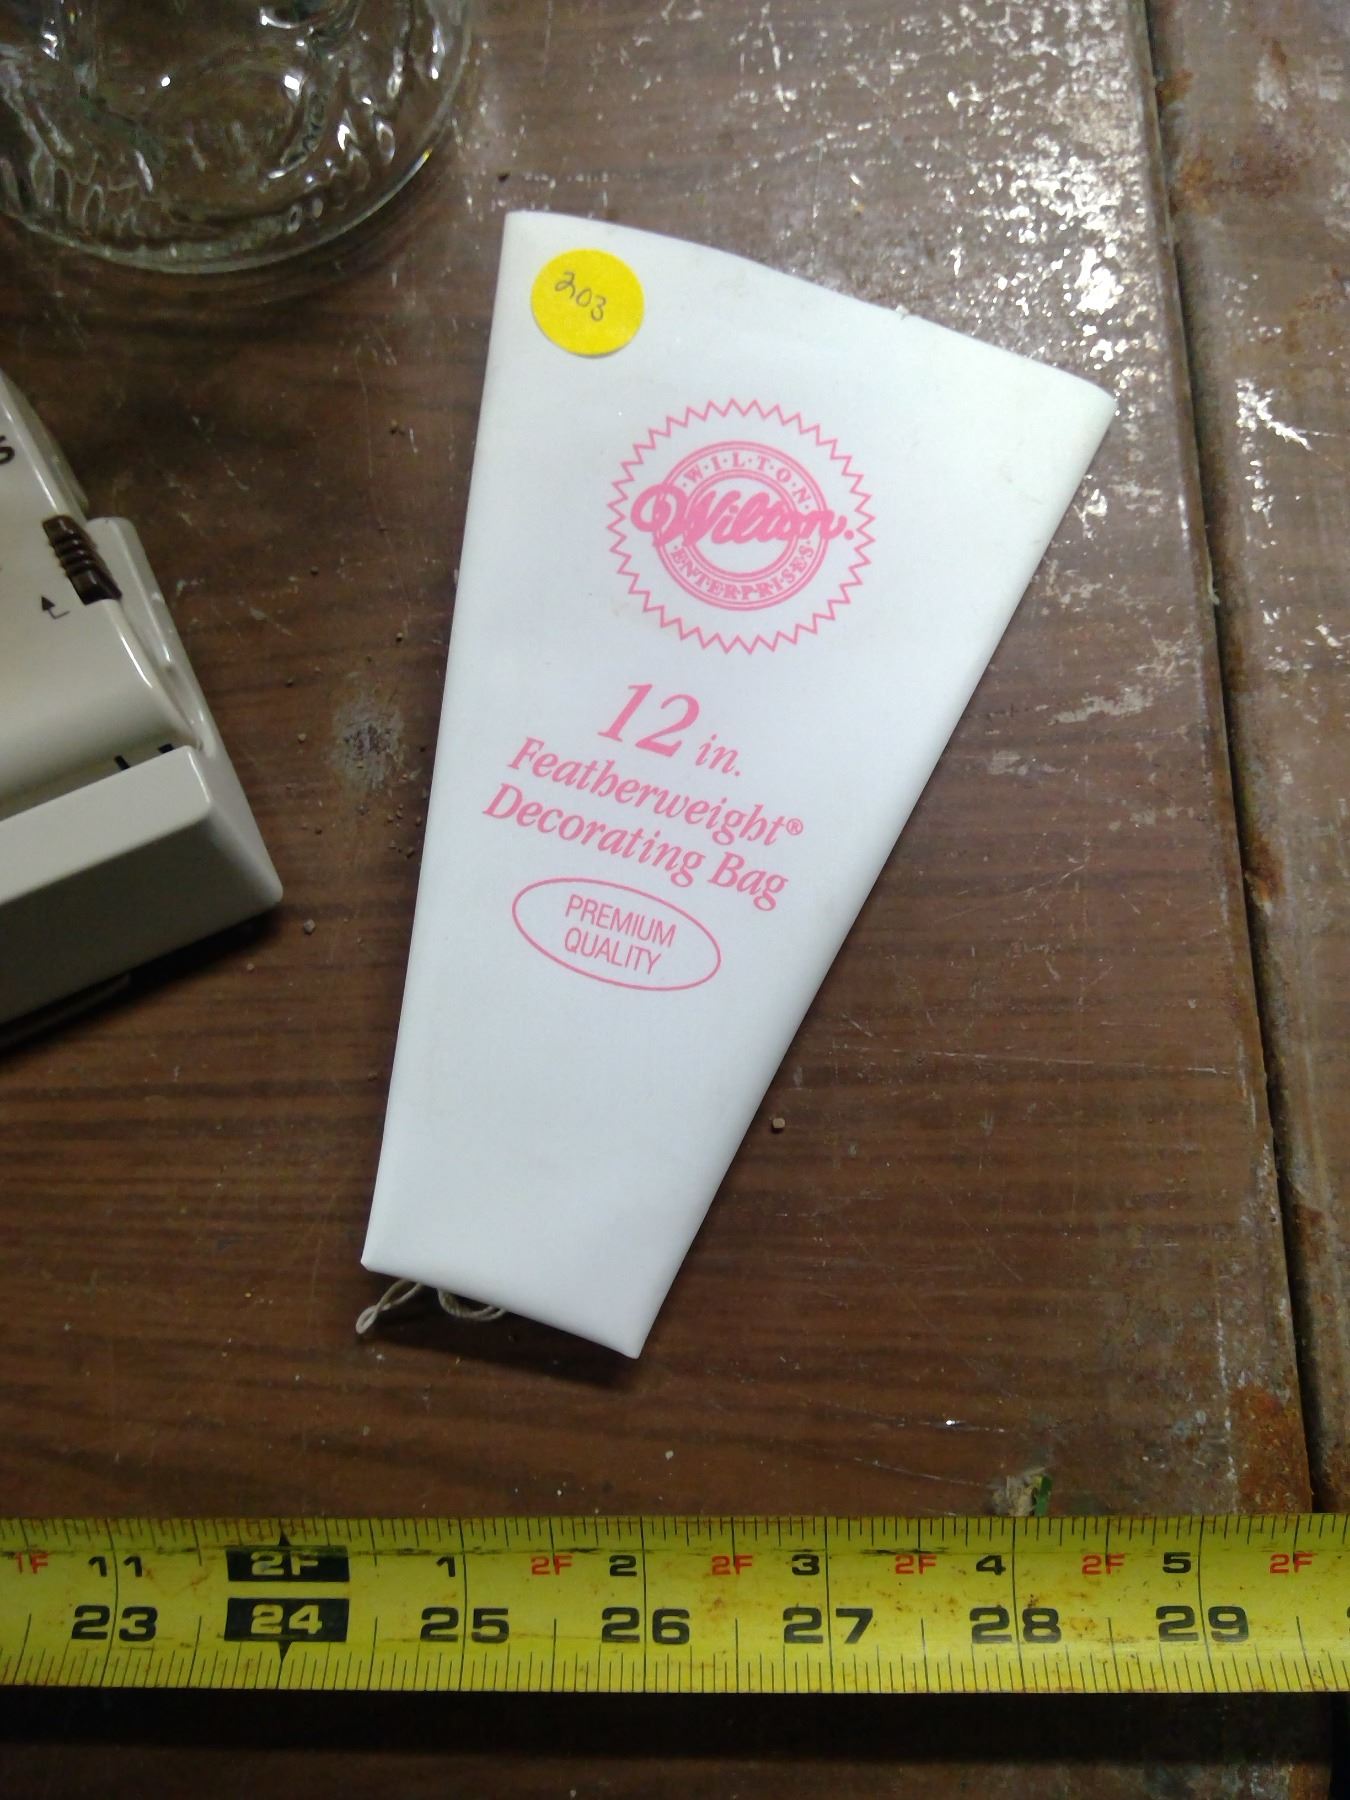 203
W·I·L·T·O·N
Wilton.
ENTERPRISES
12 in.
Featherweight®
Decorating Bag
PREMIUM
QUALITY
S
1F 11 2F 1 2F 2 2F 3 2F 4 2F 5 2F
23 24 25 26 27 28 29